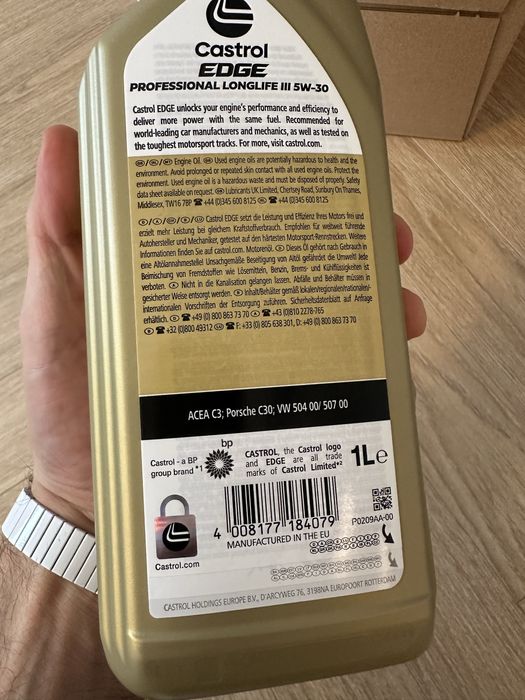 Castrol
EDGE
PROFESSIONAL LONGLIFE III 5W-30
Castrol EDGE unlocks your engine's performance and efficiency to
deliver more power with the same fuel. Recommended for
world-leading car manufacturers and mechanics, as well as tested on
the toughest motorsport tracks. For more, visit castrol.com.
Engine Oil. Used engine oils are potentially hazardous to health and the
environment. Avoid prolonged or repeated skin contact with all used engine oils. Protect the
environment. Used engine oil is a hazardous waste and must be disposed of properly. Safety
data sheet available on request. Lubricants UK Limited, Chertsey Road, Sunbury On Thames,
Middlesex, TW16 7BP ☎ +44 (0)345 600 8125 ☎ +44 (0)345 600 8125
Castrol EDGE setzt die Leistung und Effizienz Ihres Motors frei und
erzielt mehr Leistung bei gleichem Kraftstoffverbrauch. Empfohlen für weltweit führende
Autohersteller und Mechaniker, getestet auf den härtesten Motorsport-Rennstrecken. Weitere
Informationen finden Sie auf castrol.com. Motorenöl. Dieses Öl gehört nach Gebrauch in
eine Altölannahmestelle! Unsachgemäße Beseitigung von Altöl gefährdet die Umwelt! Jede
Beimischung von Fremdstoffen wie Lösemitteln, Benzin, Brems- und Kühlflüssigkeiten ist
verboten. Nicht in die Kanalisation gelangen lassen. Abfälle und Behälter müssen in
gesicherter Weise entsorgt werden. Inhalt/Behälter gemäß lokalen/regionalen/nationalen/
internationalen Vorschriften der Entsorgung zuführen. Sicherheitsdatenblatt auf Anfrage
erhältlich. ☎ +49 (0) 800 863 73 70 ☎ +43 (0)810 2278-765
☎ +32 (0)800 49312 ☎ F: +33 (0) 805 638 301, D: +49 (0) 800 863 73 70
ACEA C3; Porsche C30; VW 504 00/ 507 00
bp
Castrol - a BP
group brand *1
CASTROL, the Castrol logo
and EDGE are all trade
marks of Castrol Limited*2
1Le
4 008177 184079
P0209AA-00
MANUFACTURED IN THE EU
Castrol.com
CASTROL HOLDINGS EUROPE B.V., D'ARCYWEG 76, 3198NA EUROPOORT ROTTERDAM